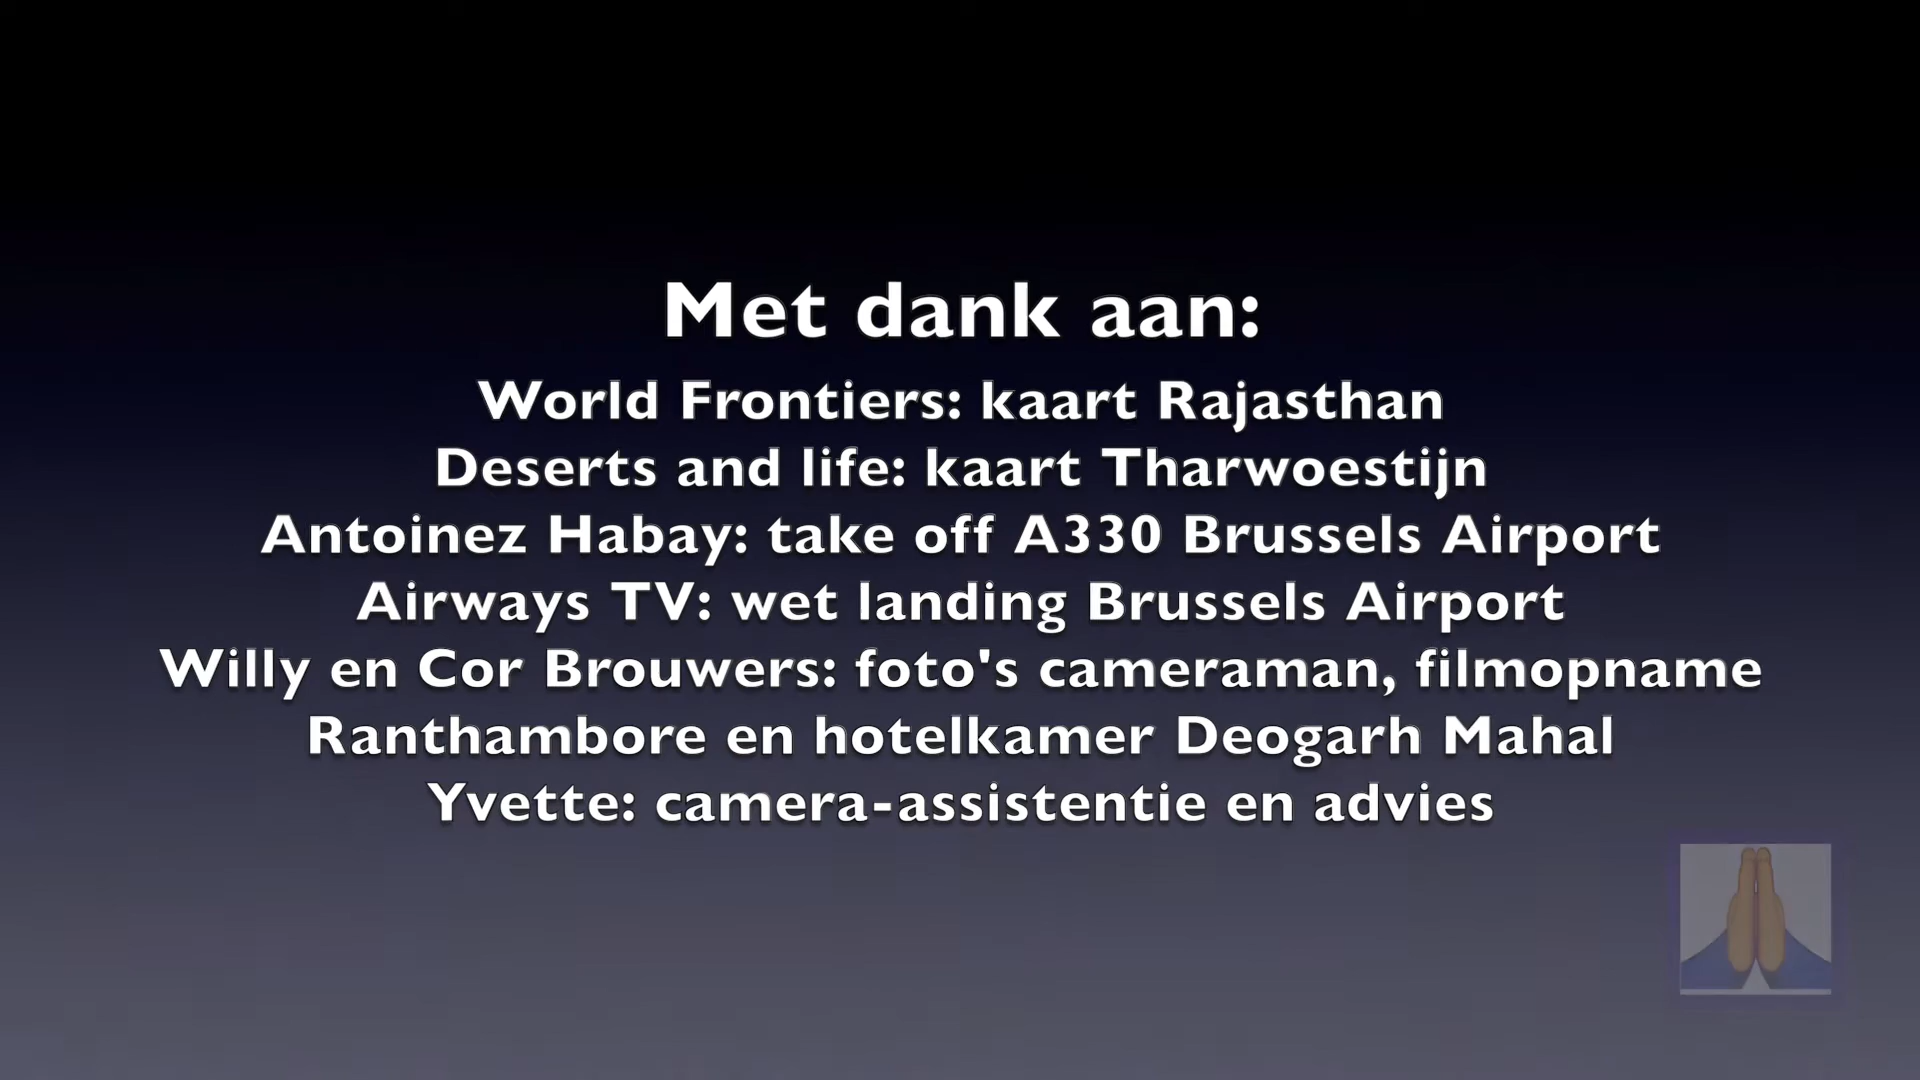 Met dank aan:
World Frontiers: kaart Rajasthan
Deserts and life: kaart Tharwoestijn
Antoinez Habay: take off A330 Brussels Airport
Airways TV: wet landing Brussels Airport
Willy en Cor Brouwers: foto's cameraman, filmopname
Ranthambore en hotelkamer Deogarh Mahal
Yvette: camera-assistentie en advies